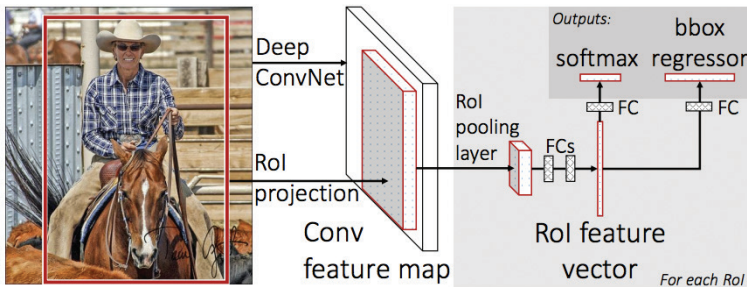 Deep
ConvNet
RoI
projection
Conv
feature map
RoI
pooling
layer
FCs
RoI feature
vector
For each RoI
Outputs:
softmax
bbox
regressor
FC
FC